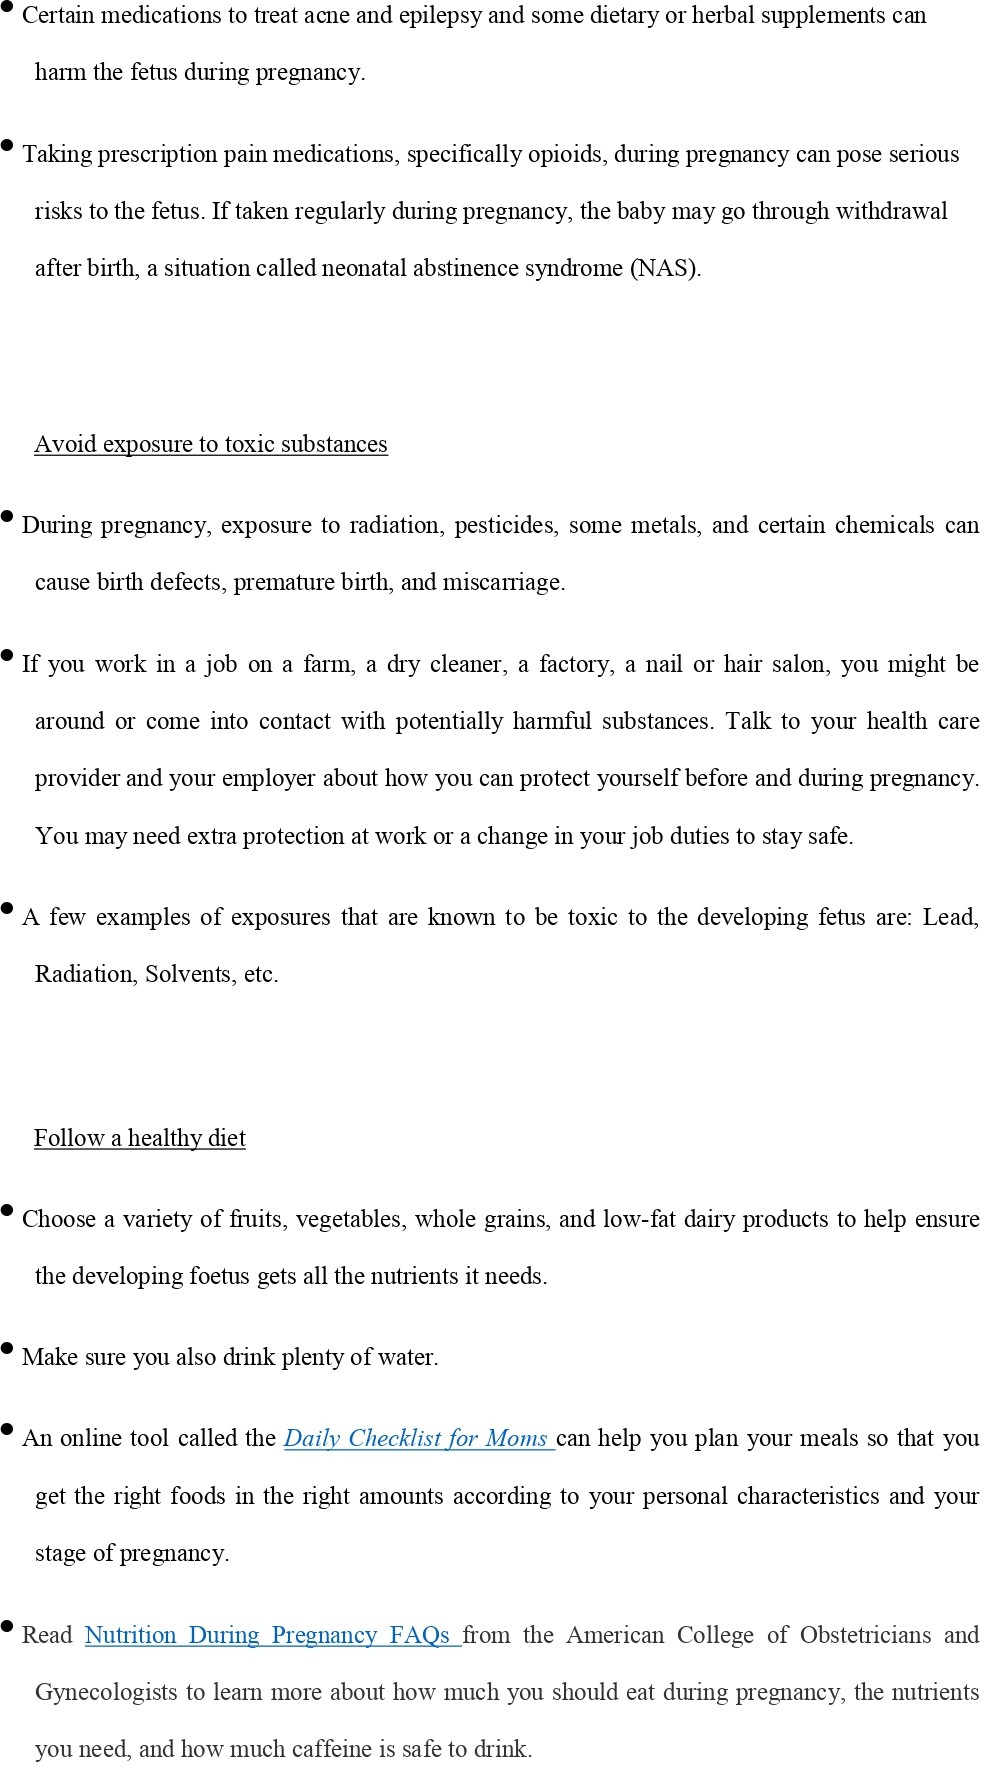 • Certain medications to treat acne and epilepsy and some dietary or herbal supplements can
harm the fetus during pregnancy.
• Taking prescription pain medications, specifically opioids, during pregnancy can pose serious
risks to the fetus. If taken regularly during pregnancy, the baby may go through withdrawal
after birth, a situation called neonatal abstinence syndrome (NAS).
Avoid exposure to toxic substances
• During pregnancy, exposure to radiation, pesticides, some metals, and certain chemicals can
cause birth defects, premature birth, and miscarriage.
• If you work in a job on a farm, a dry cleaner, a factory, a nail or hair salon, you might be
around or come into contact with potentially harmful substances. Talk to your health care
provider and your employer about how you can protect yourself before and during pregnancy.
You may need extra protection at work or a change in your job duties to stay safe.
• A few examples of exposures that are known to be toxic to the developing fetus are: Lead,
Radiation, Solvents, etc.
Follow a healthy diet
• Choose a variety of fruits, vegetables, whole grains, and low-fat dairy products to help ensure
the developing foetus gets all the nutrients it needs.
• Make sure you also drink plenty of water.
• An online tool called the Daily Checklist for Moms can help you plan your meals so that you
get the right foods in the right amounts according to your personal characteristics and your
stage of pregnancy.
• Read Nutrition During Pregnancy FAQs from the American College of Obstetricians and
Gynecologists to learn more about how much you should eat during pregnancy, the nutrients
you need, and how much caffeine is safe to drink.